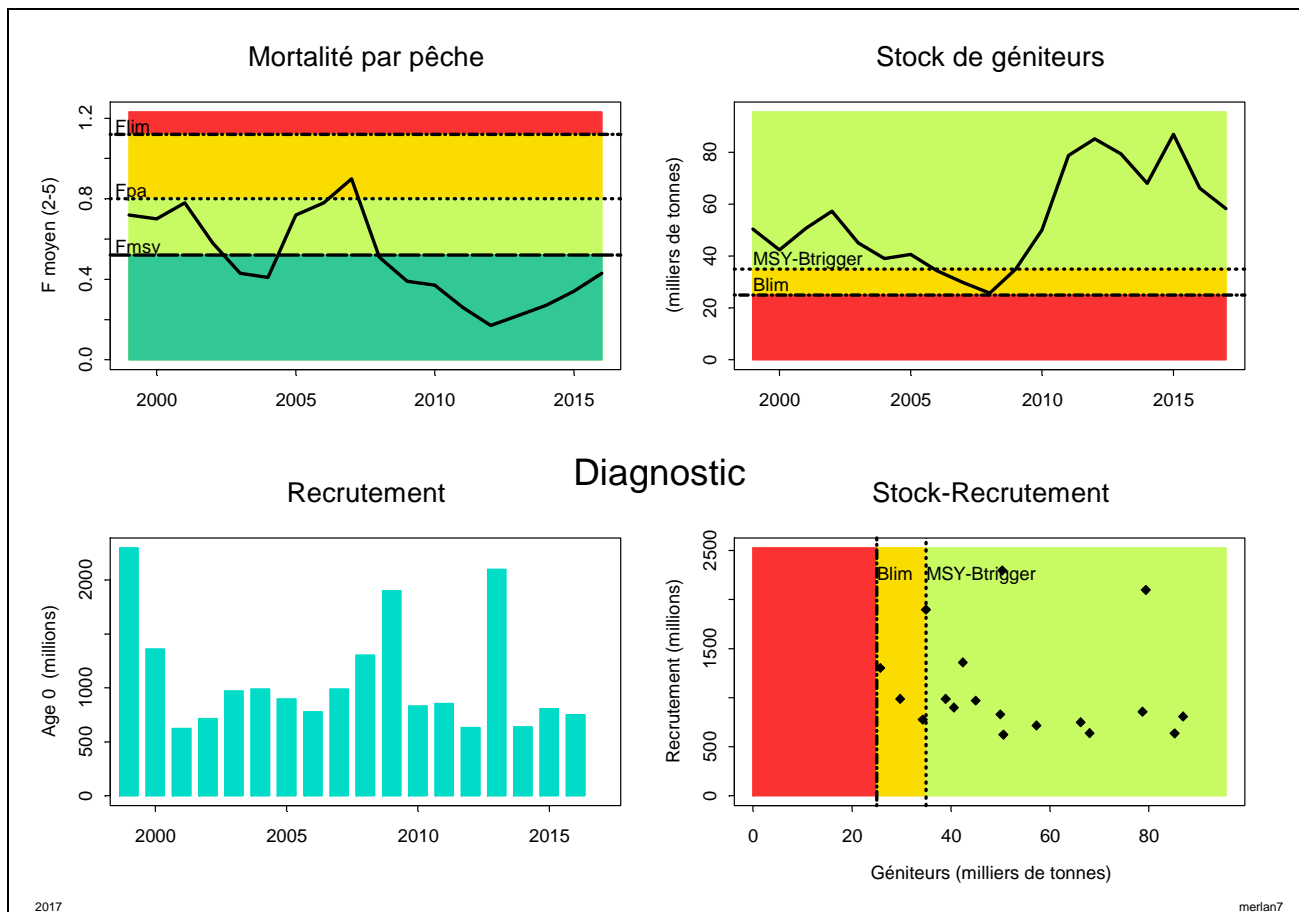 Mortalité par pêche
F moyen (2-5)
0.0 0.4 0.8 1.2
Flim
Fpa
Fmsy
2000 2005 2010 2015
Stock de géniteurs
(milliers de tonnes)
0 20 40 60 80
MSY-Btrigger
Blim
2000 2005 2010 2015
Diagnostic
Recrutement
Age 0 (millions)
0 500 1000 2000
2000 2005 2010 2015
Stock-Recrutement
Recrutement (millions)
0 500 1500 2500
Blim MSY-Btrigger
0 20 40 60 80
Géniteurs (milliers de tonnes)
2017
merlan7